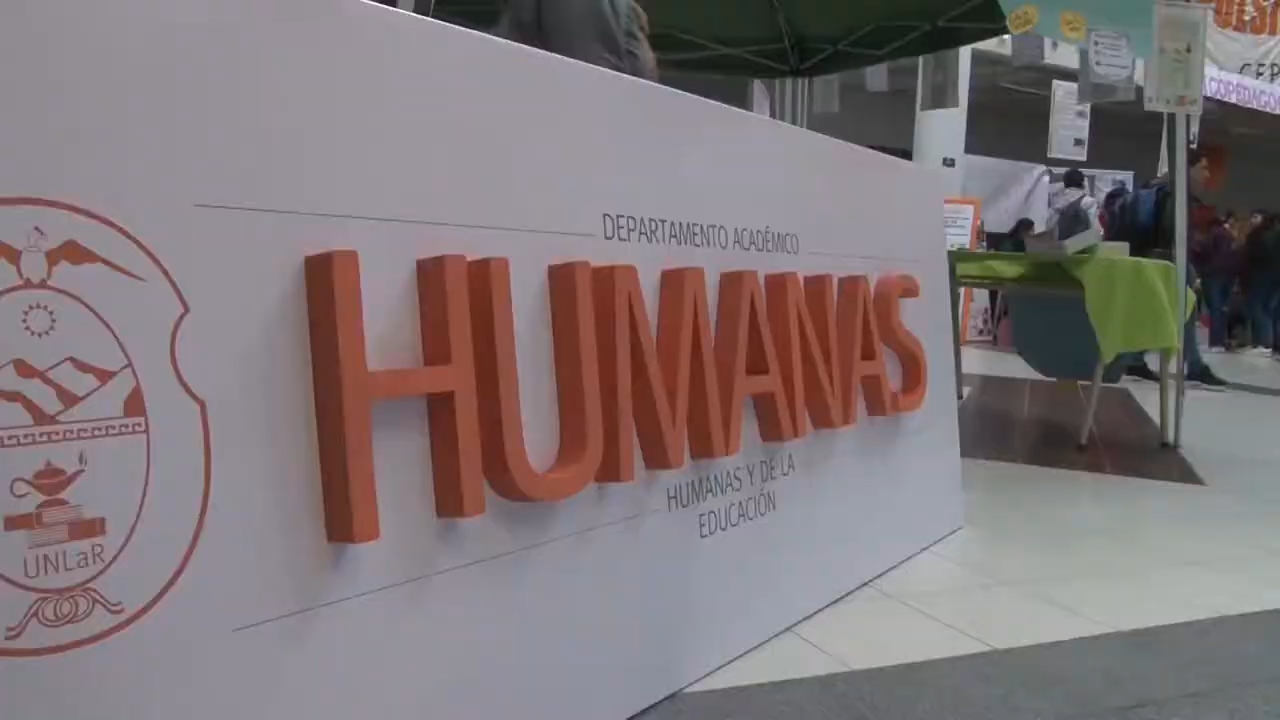 DEPARTAMENTO ACADÉMICO
HUMANAS
HUMANAS Y DE LA
EDUCACIÓN
UNLaR